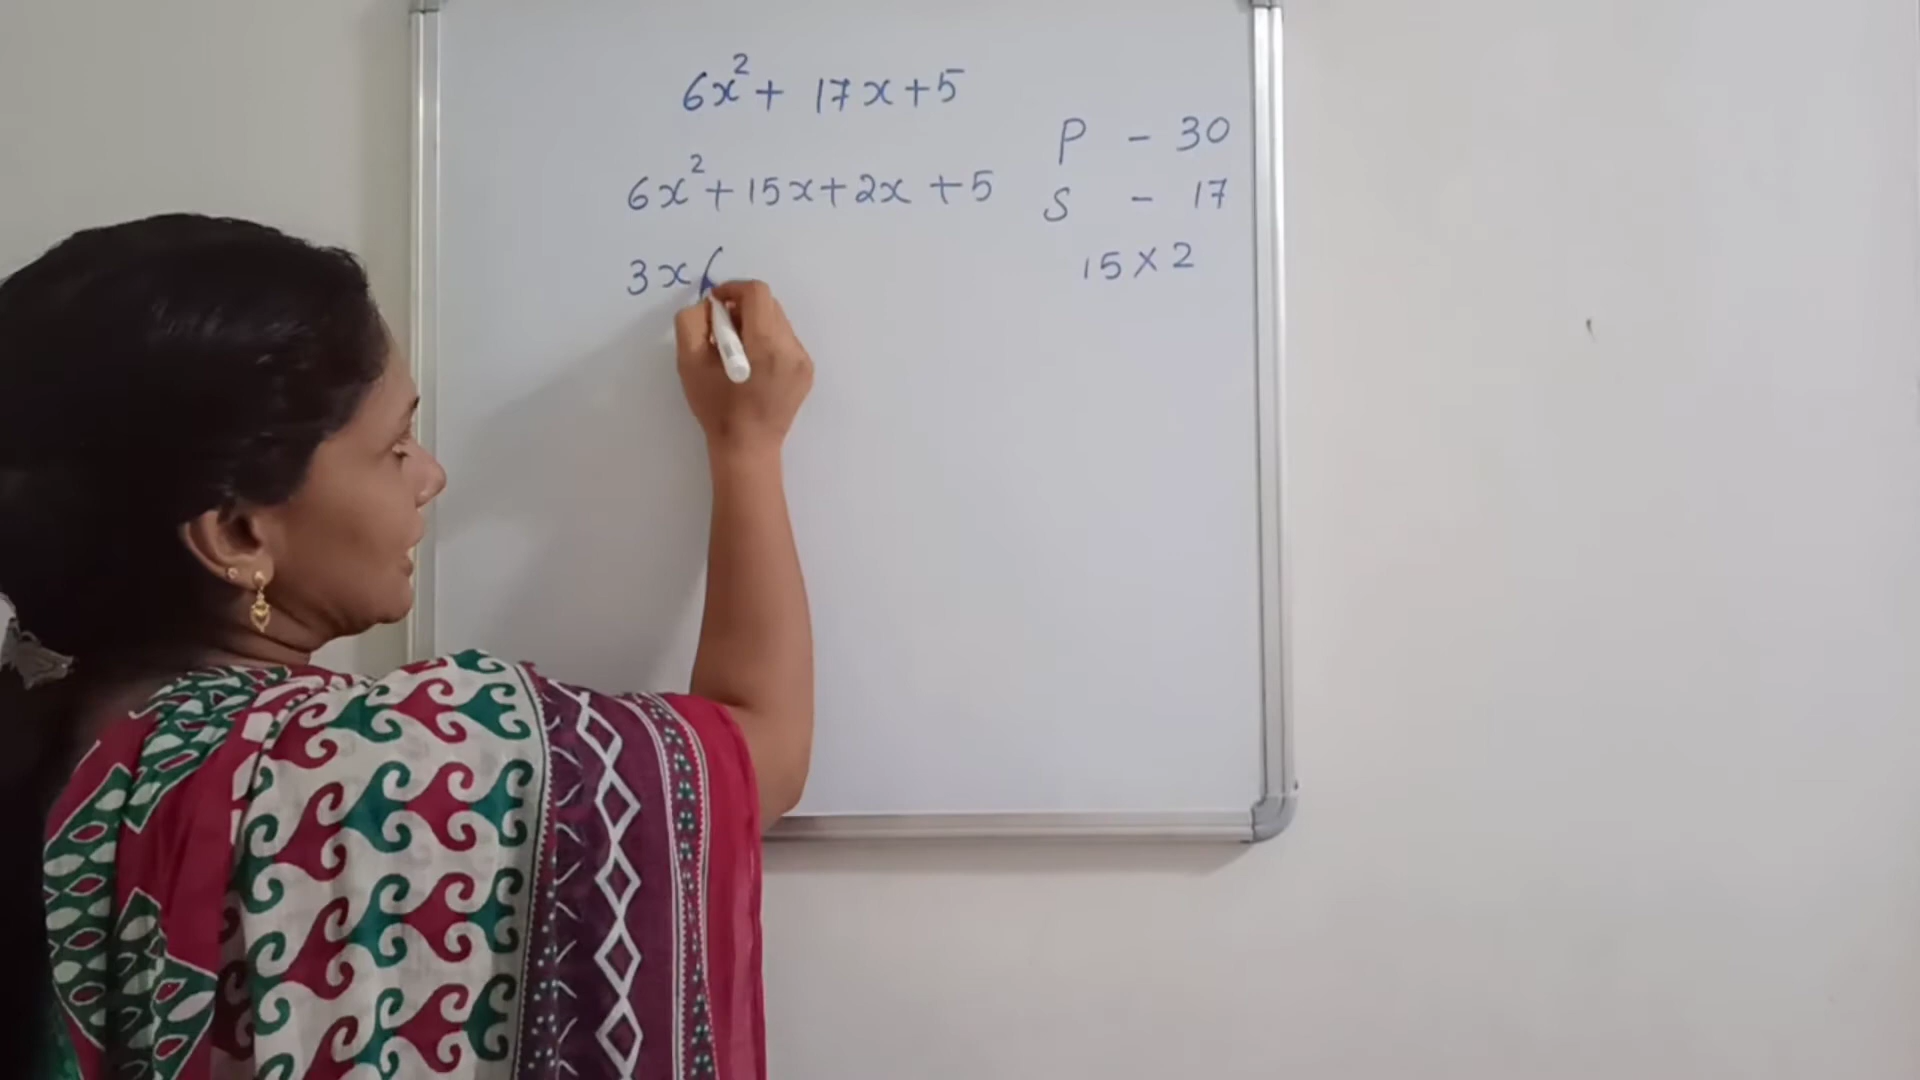 6x² + 17x + 5
P - 30
6x² + 15x + 2x + 5
S - 17
3x(
15 × 2